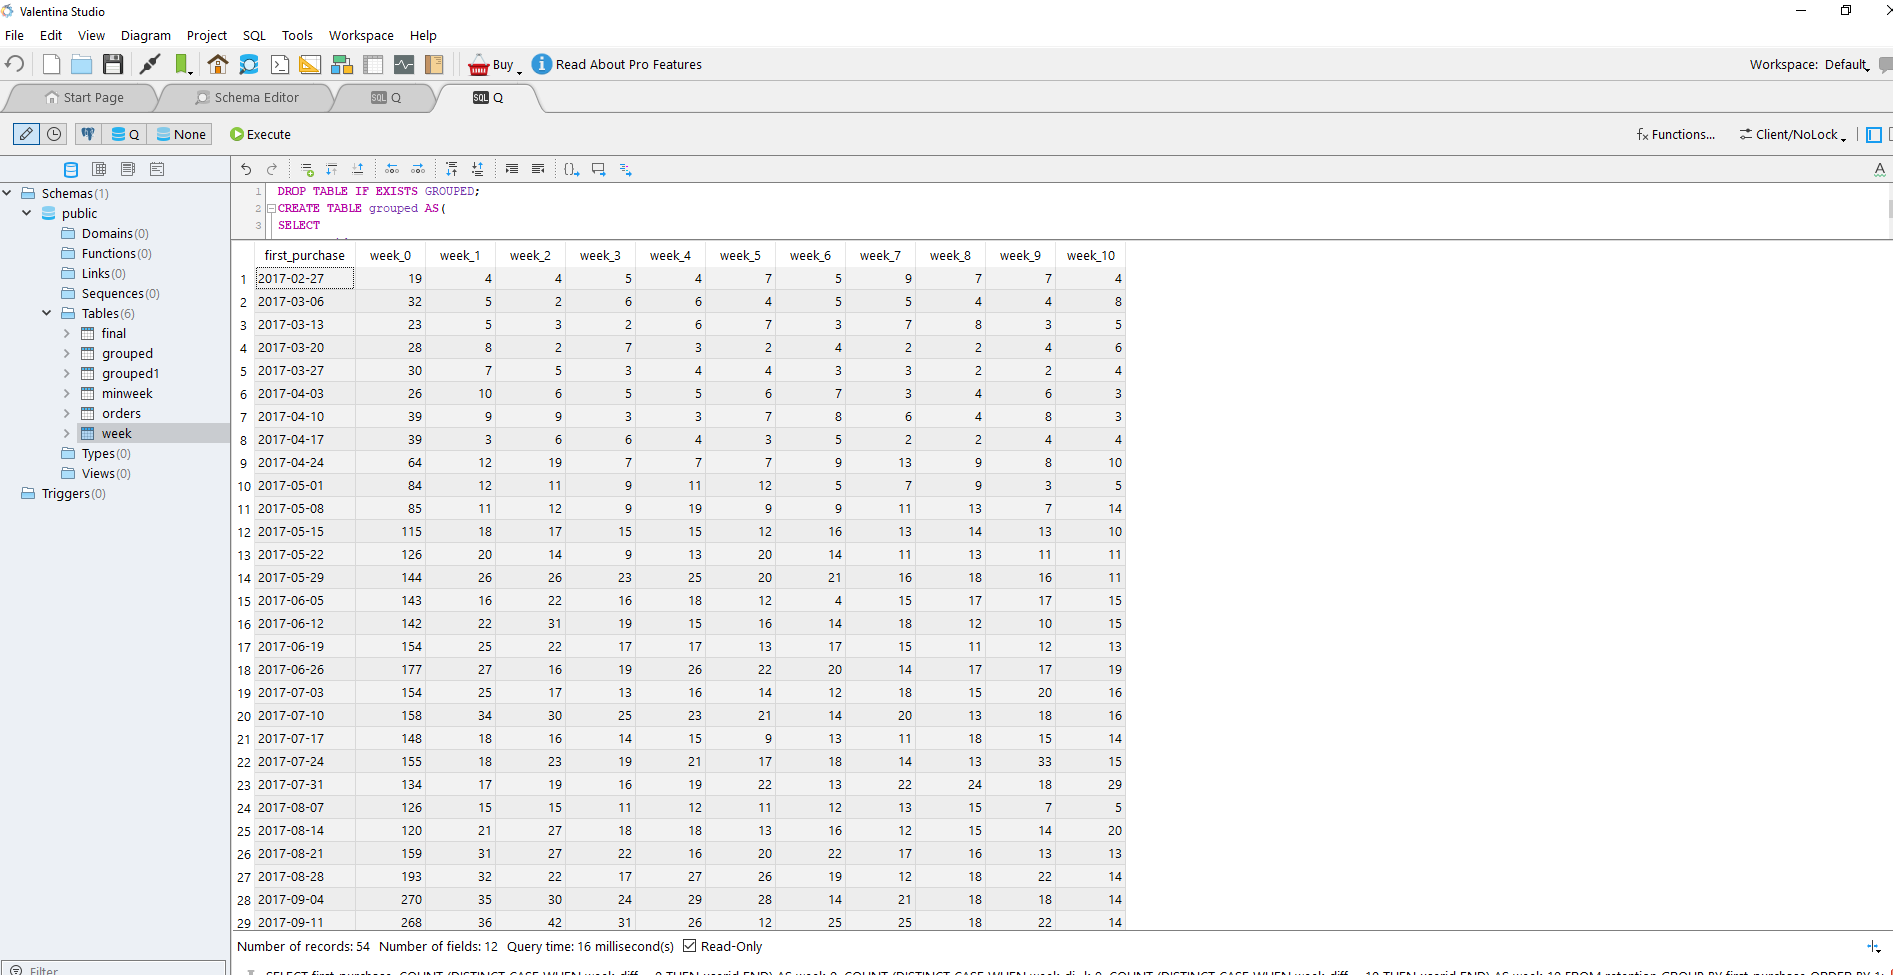 Valentina Studio
File Edit View Diagram Project SQL Tools Workspace Help
Buy Read About Pro Features Workspace: Default
Start Page Schema Editor SQL Q SQL Q
Q None Execute fx Functions... Client/NoLock
Schemas(1)
public
Domains(0)
Functions(0)
Links(0)
Sequences(0)
Tables(6)
final
grouped
grouped1
minweek
orders
week
Types(0)
Views(0)
Triggers(0)
Filter
A
1 DROP TABLE IF EXISTS GROUPED;
2 CREATE TABLE grouped AS(
3 SELECT
first_purchase week_0 week_1 week_2 week_3 week_4 week_5 week_6 week_7 week_8 week_9 week_10
1 2017-02-27 19 4 4 5 4 7 5 9 7 7 4
2 2017-03-06 32 5 2 6 6 4 5 5 4 4 8
3 2017-03-13 23 5 3 2 6 7 3 7 8 3 5
4 2017-03-20 28 8 2 7 3 2 4 2 2 4 6
5 2017-03-27 30 7 5 3 4 4 3 3 2 2 4
6 2017-04-03 26 10 6 5 5 6 7 3 4 6 3
7 2017-04-10 39 9 9 3 3 7 8 6 4 8 3
8 2017-04-17 39 3 6 6 4 3 5 2 2 4 4
9 2017-04-24 64 12 19 7 7 7 9 13 9 8 10
10 2017-05-01 84 12 11 9 11 12 5 7 9 3 5
11 2017-05-08 85 11 12 9 19 9 9 11 13 7 14
12 2017-05-15 115 18 17 15 15 12 16 13 14 13 10
13 2017-05-22 126 20 14 9 13 20 14 11 13 11 11
14 2017-05-29 144 26 26 23 25 20 21 16 18 16 11
15 2017-06-05 143 16 22 16 18 12 4 15 17 17 15
16 2017-06-12 142 22 31 19 15 16 14 18 12 10 15
17 2017-06-19 154 25 22 17 17 13 17 15 11 12 13
18 2017-06-26 177 27 16 19 26 22 20 14 17 17 19
19 2017-07-03 154 25 17 13 16 14 12 18 15 20 16
20 2017-07-10 158 34 30 25 23 21 14 20 13 18 16
21 2017-07-17 148 18 16 14 15 9 13 11 18 15 14
22 2017-07-24 155 18 23 19 21 17 18 14 13 33 15
23 2017-07-31 134 17 19 16 19 22 13 22 24 18 29
24 2017-08-07 126 15 15 11 12 11 12 13 15 7 5
25 2017-08-14 120 21 27 18 18 13 16 12 15 14 20
26 2017-08-21 159 31 27 22 16 20 22 17 16 13 13
27 2017-08-28 193 32 22 17 27 26 19 12 18 22 14
28 2017-09-04 270 35 30 24 29 28 14 21 18 18 14
29 2017-09-11 268 36 42 31 26 12 25 25 18 22 14
Number of records: 54 Number of fields: 12 Query time: 16 millisecond(s) Read-Only